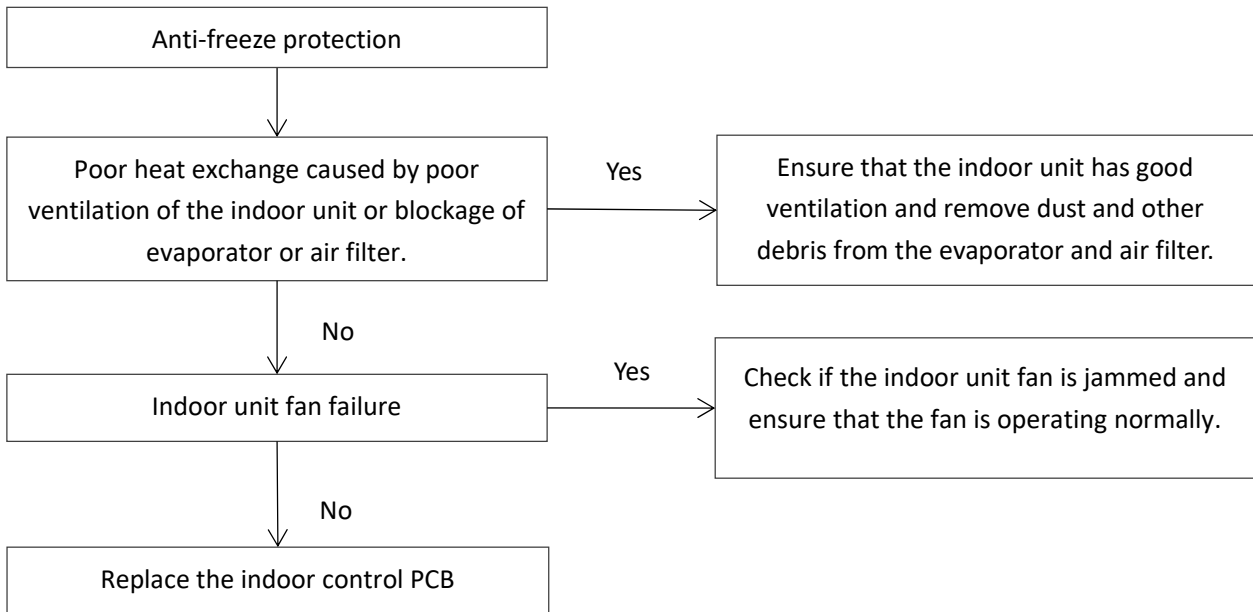 Anti-freeze protection
Poor heat exchange caused by poor
ventilation of the indoor unit or blockage of
evaporator or air filter.
Yes
Ensure that the indoor unit has good
ventilation and remove dust and other
debris from the evaporator and air filter.
No
Indoor unit fan failure
Yes
Check if the indoor unit fan is jammed and
ensure that the fan is operating normally.
No
Replace the indoor control PCB